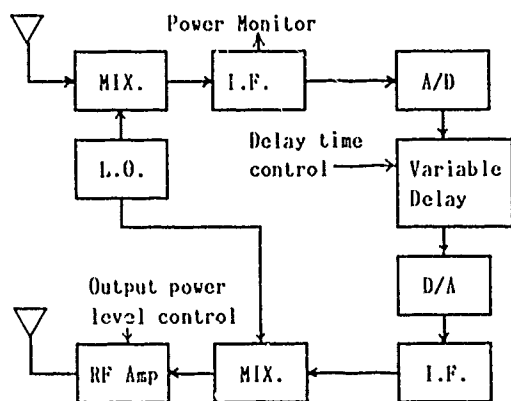 Power Monitor
MIX.
I.F.
A/D
Delay time
control
L.O.
Variable
Delay
D/A
Output power
level control
RF Amp
MIX.
I.F.